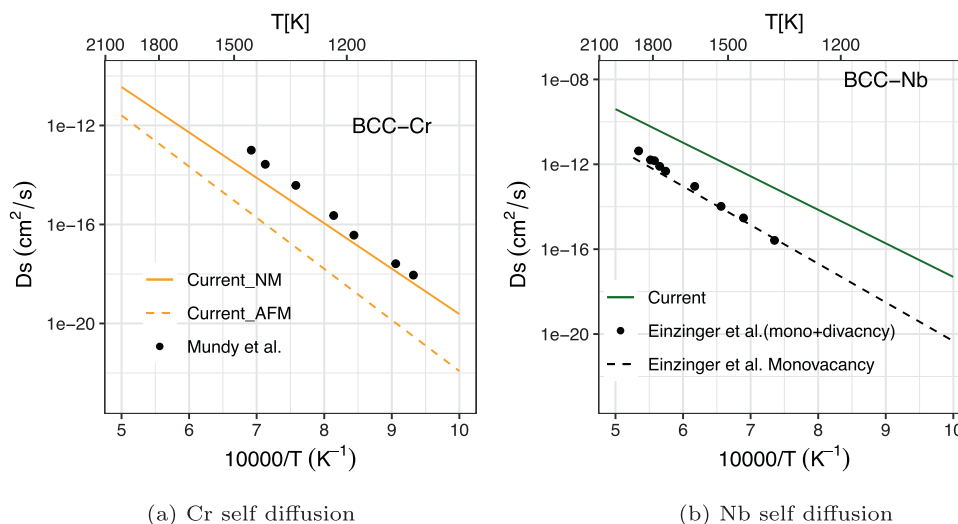 T[K]
2100 1800 1500 1200
BCC−Cr
1e−12
1e−16
1e−20
Ds (cm²/s)
Current_NM
Current_AFM
Mundy et al.
5 6 7 8 9 10
10000/T (K⁻¹)
(a) Cr self diffusion
T[K]
2100 1800 1500 1200
BCC−Nb
1e−08
1e−12
1e−16
1e−20
Ds (cm²/s)
Current
Einzinger et al.(mono+divacncy)
Einzinger et al. Monovacancy
5 6 7 8 9 10
10000/T (K⁻¹)
(b) Nb self diffusion